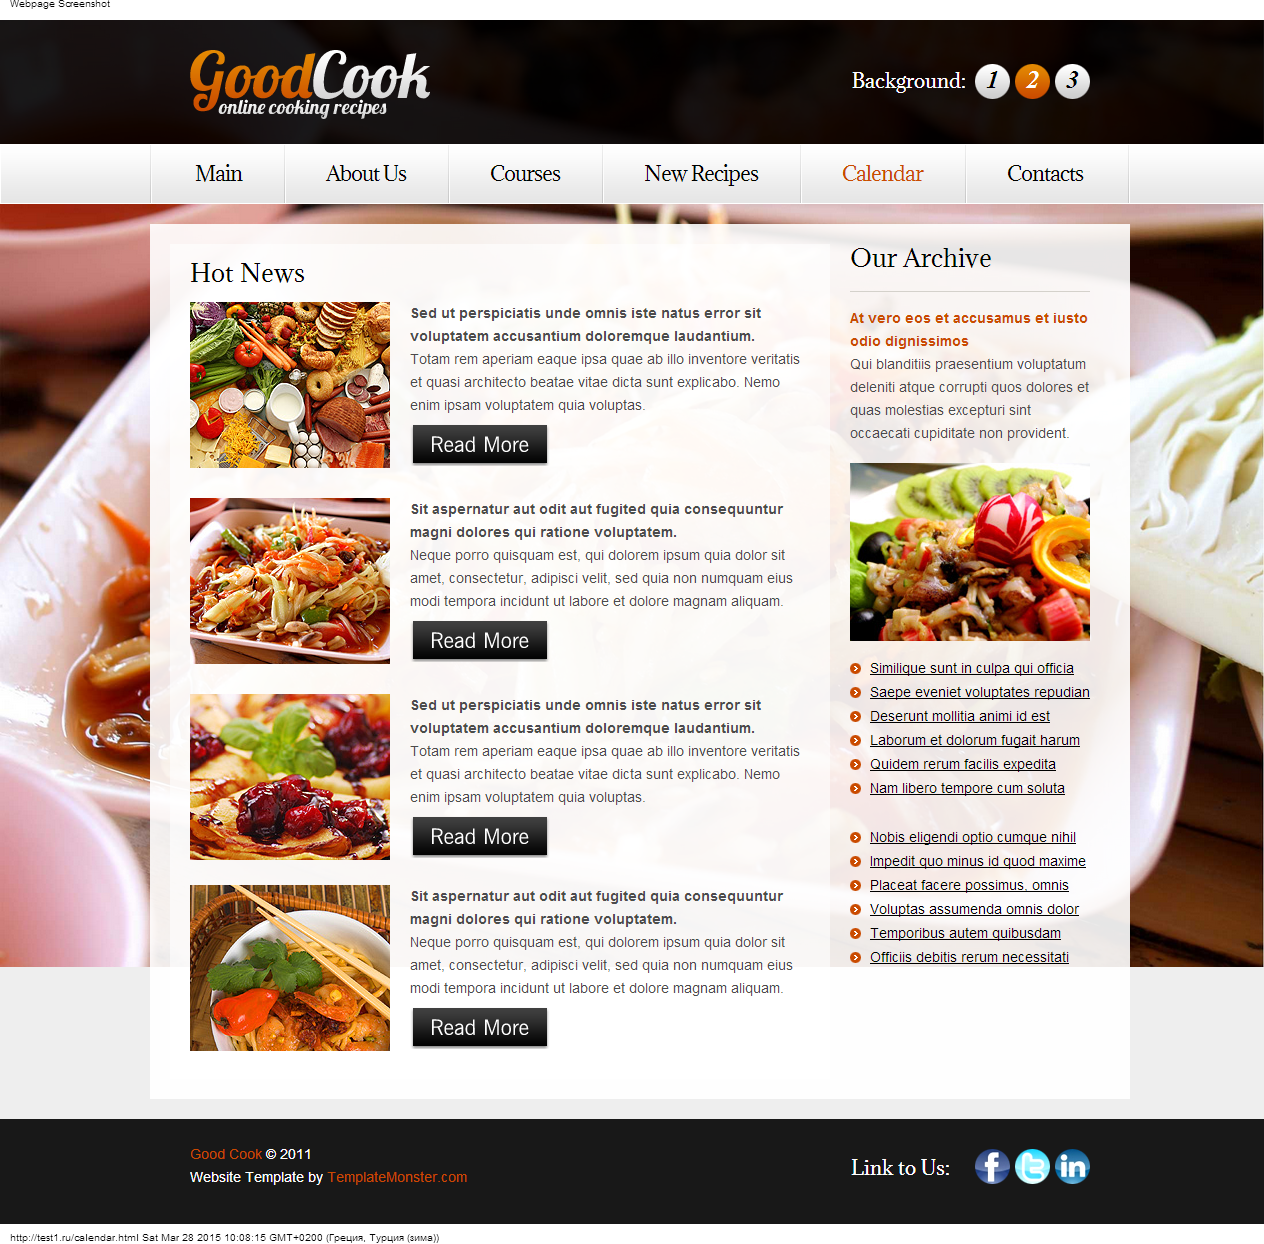 Webpage Screenshot
GoodCook
online cooking recipes
Background: 1 2 3
Main About Us Courses New Recipes Calendar Contacts
Hot News
Sed ut perspiciatis unde omnis iste natus error sit
voluptatem accusantium doloremque laudantium.
Totam rem aperiam eaque ipsa quae ab illo inventore veritatis
et quasi architecto beatae vitae dicta sunt explicabo. Nemo
enim ipsam voluptatem quia voluptas.
Read More
Sit aspernatur aut odit aut fugited quia consequuntur
magni dolores qui ratione voluptatem.
Neque porro quisquam est, qui dolorem ipsum quia dolor sit
amet, consectetur, adipisci velit, sed quia non numquam eius
modi tempora incidunt ut labore et dolore magnam aliquam.
Read More
Sed ut perspiciatis unde omnis iste natus error sit
voluptatem accusantium doloremque laudantium.
Totam rem aperiam eaque ipsa quae ab illo inventore veritatis
et quasi architecto beatae vitae dicta sunt explicabo. Nemo
enim ipsam voluptatem quia voluptas.
Read More
Sit aspernatur aut odit aut fugited quia consequuntur
magni dolores qui ratione voluptatem.
Neque porro quisquam est, qui dolorem ipsum quia dolor sit
amet, consectetur, adipisci velit, sed quia non numquam eius
modi tempora incidunt ut labore et dolore magnam aliquam.
Read More
Our Archive
At vero eos et accusamus et iusto
odio dignissimos
Qui blanditiis praesentium voluptatum
deleniti atque corrupti quos dolores et
quas molestias excepturi sint
occaecati cupiditate non provident.
Similique sunt in culpa qui officia
Saepe eveniet voluptates repudian
Deserunt mollitia animi id est
Laborum et dolorum fugait harum
Quidem rerum facilis expedita
Nam libero tempore cum soluta
Nobis eligendi optio cumque nihil
Impedit quo minus id quod maxime
Placeat facere possimus, omnis
Voluptas assumenda omnis dolor
Temporibus autem quibusdam
Officiis debitis rerum necessitati
Good Cook © 2011
Website Template by TemplateMonster.com
Link to Us: f t in
http://test1.ru/calendar.html Sat Mar 28 2015 10:08:15 GMT+0200 (Греция, Турция (зима))